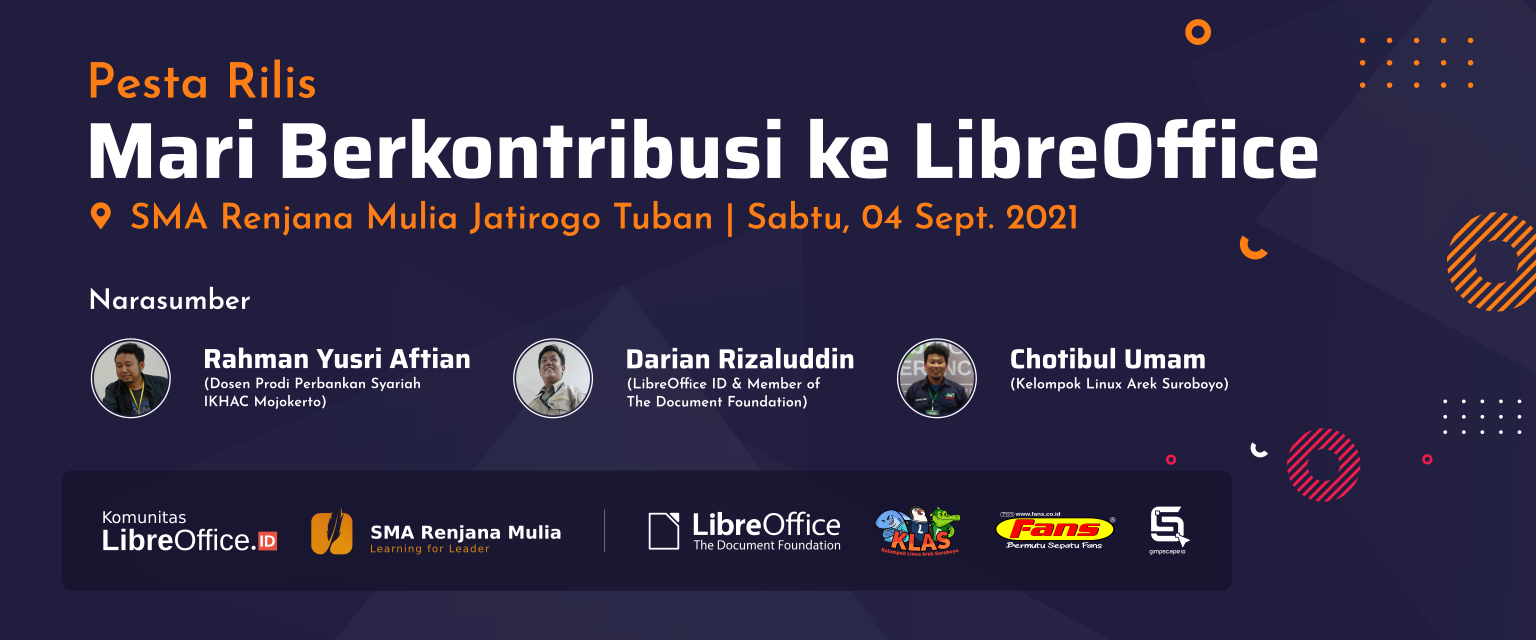 Pesta Rilis
Mari Berkontribusi ke LibreOffice
SMA Renjana Mulia Jatirogo Tuban | Sabtu, 04 Sept. 2021
Narasumber
Rahman Yusri Aftian
(Dosen Prodi Perbankan Syariah
IKHAC Mojokerto)
Darian Rizaluddin
(LibreOffice ID & Member of
The Document Foundation)
Chotibul Umam
(Kelompok Linux Arek Suroboyo)
Komunitas
LibreOffice.ID
SMA Renjana Mulia
Learning for Leader
LibreOffice
The Document Foundation
KLAS
Kelompok Linux Arek Suroboyo
www.fans.co.id
Fans®
Bermutu Sepatu Fans
gimpscape.id